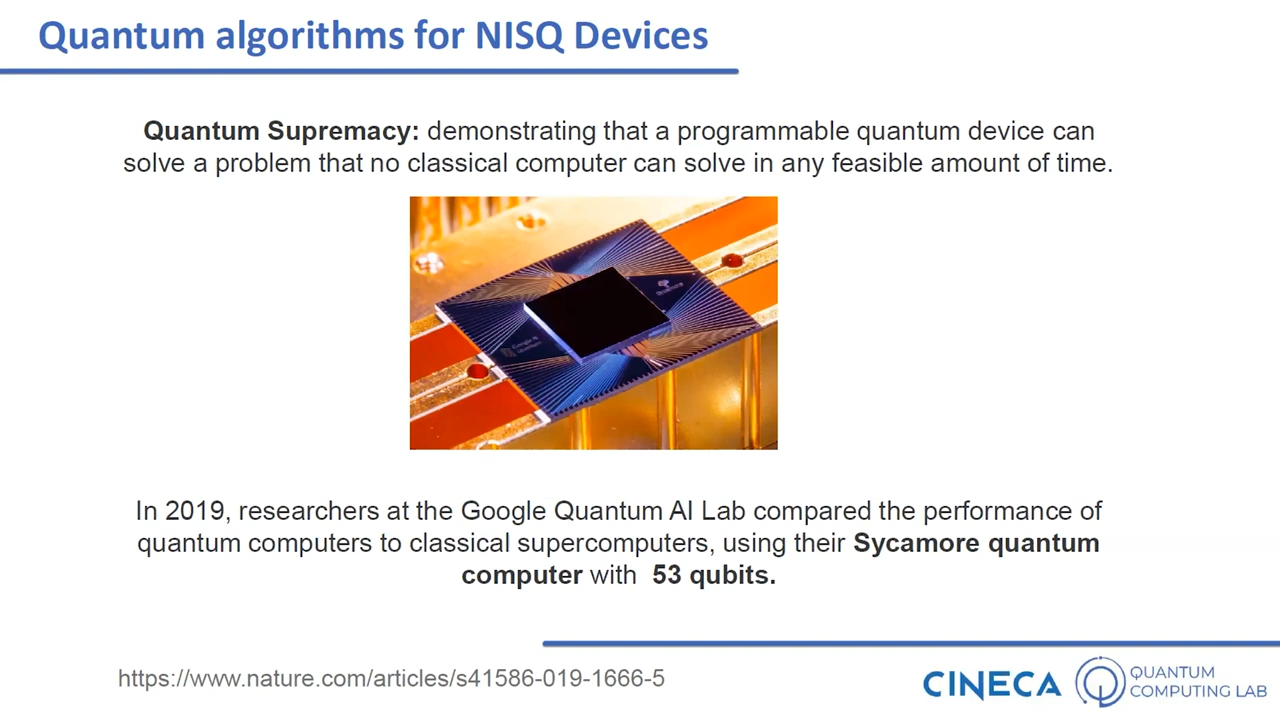 Quantum algorithms for NISQ Devices
Quantum Supremacy: demonstrating that a programmable quantum device can
solve a problem that no classical computer can solve in any feasible amount of time.
In 2019, researchers at the Google Quantum AI Lab compared the performance of
quantum computers to classical supercomputers, using their Sycamore quantum
computer with 53 qubits.
https://www.nature.com/articles/s41586-019-1666-5
CINECA
QUANTUM
COMPUTING LAB